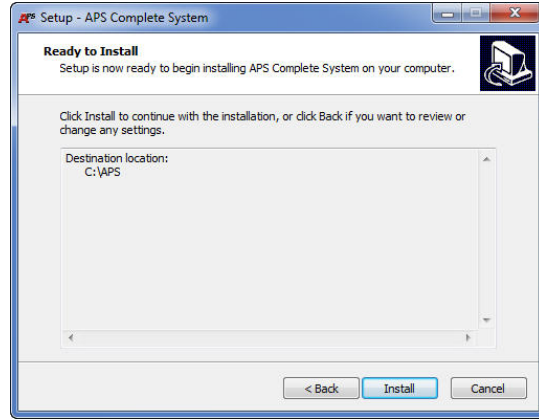 APS Setup - APS Complete System
Ready to Install
Setup is now ready to begin installing APS Complete System on your computer.
Click Install to continue with the installation, or click Back if you want to review or
change any settings.
Destination location:
C:\APS
< Back Install Cancel